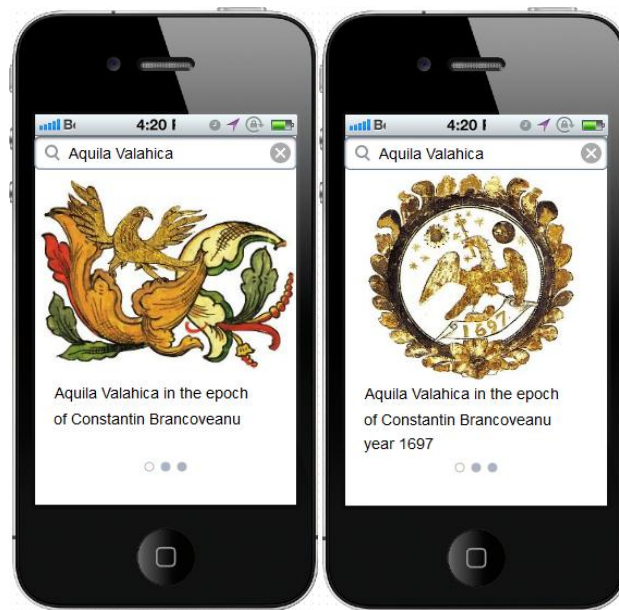 B
4:20
Aquila Valahica
Aquila Valahica in the epoch
of Constantin Brancoveanu
B
4:20
Aquila Valahica
1697
Aquila Valahica in the epoch
of Constantin Brancoveanu
year 1697